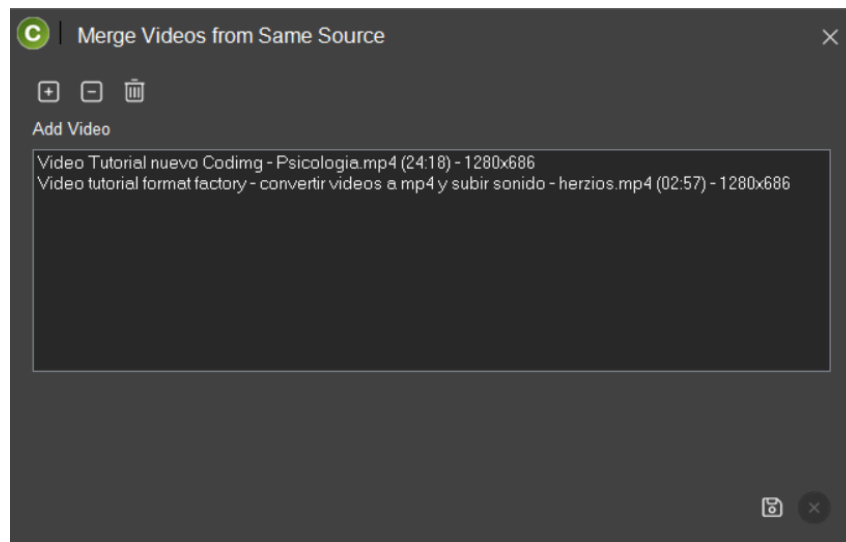 C
Merge Videos from Same Source
Add Video
Video Tutorial nuevo Codimg - Psicologia.mp4 (24:18) - 1280x686
Video tutorial format factory - convertir videos a mp4 y subir sonido - herzios.mp4 (02:57) - 1280x686